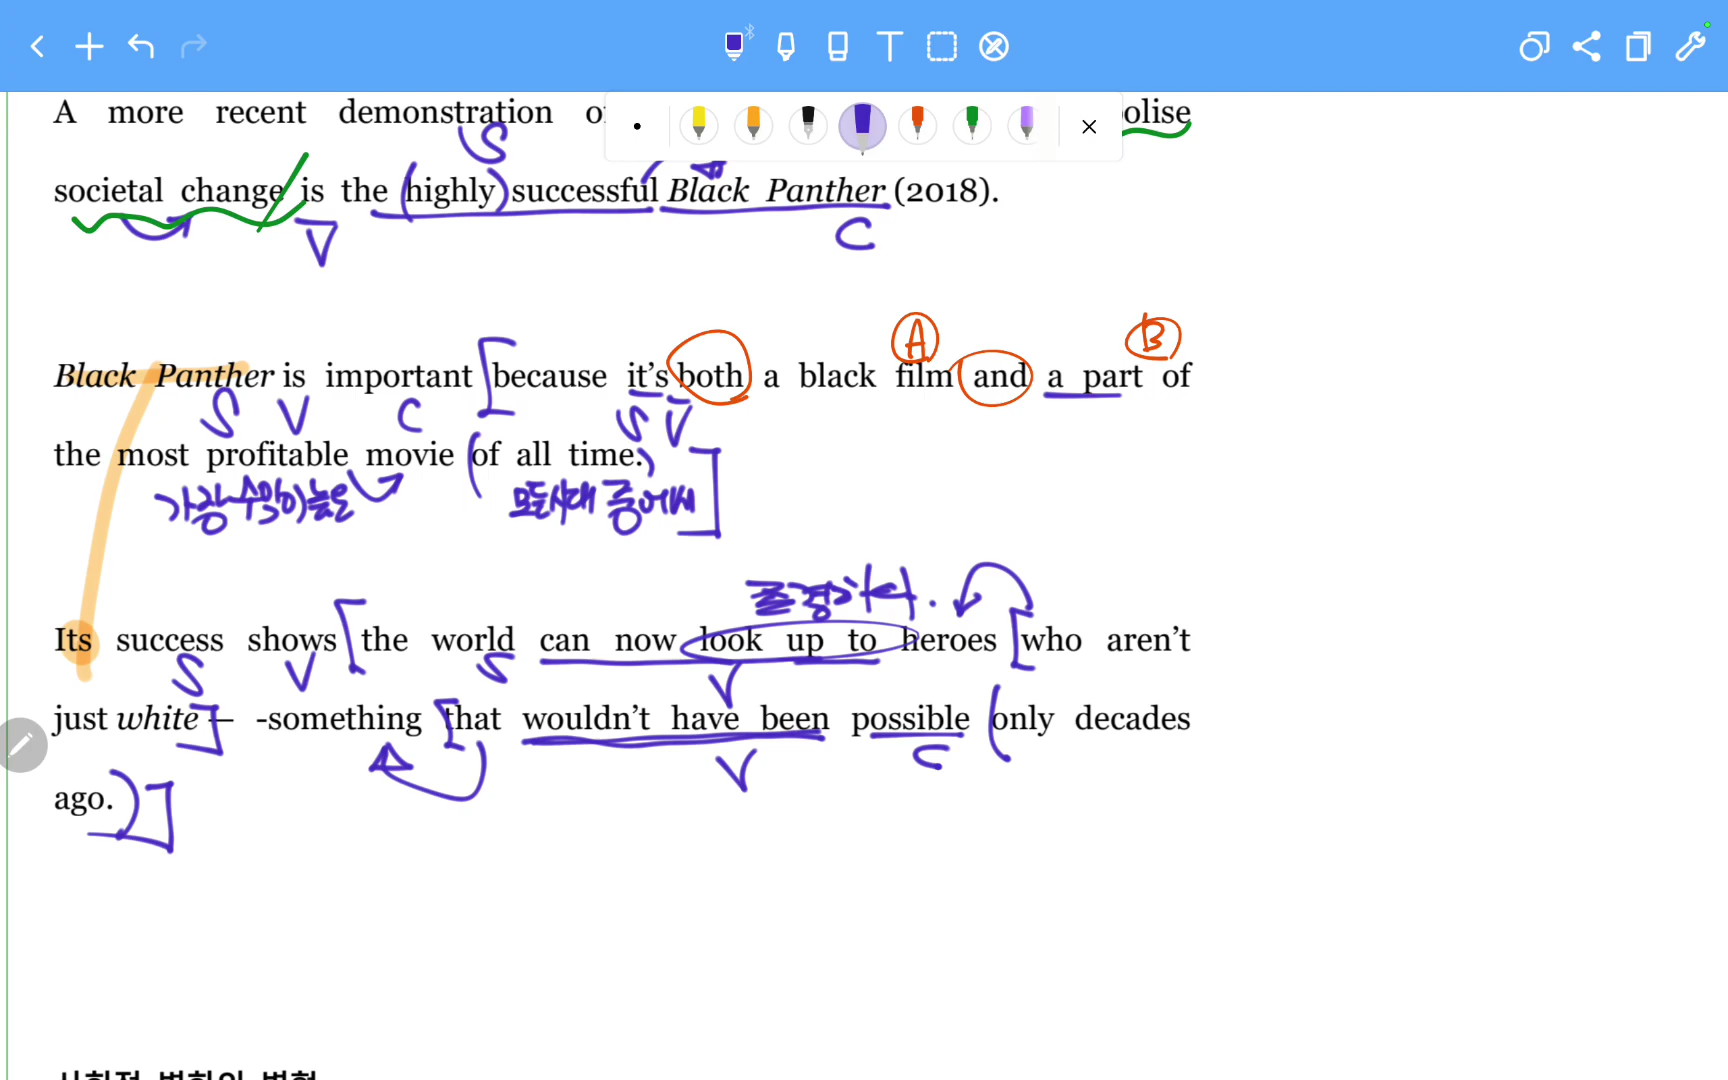 A more recent demonstration olise
S
societal change is the (highly) successful Black Panther (2018).
V C
A B
Black Panther is important [because it's both a black film and a part of
S V C S V
the most profitable movie (of all time.)
가장 수익이 높은 모든 시대 중에서]
존경하다.
Its success shows [the world can now look up to heroes [who aren't
S V S V
just white] — -something [that wouldn't have been possible (only decades
V C
ago.)]